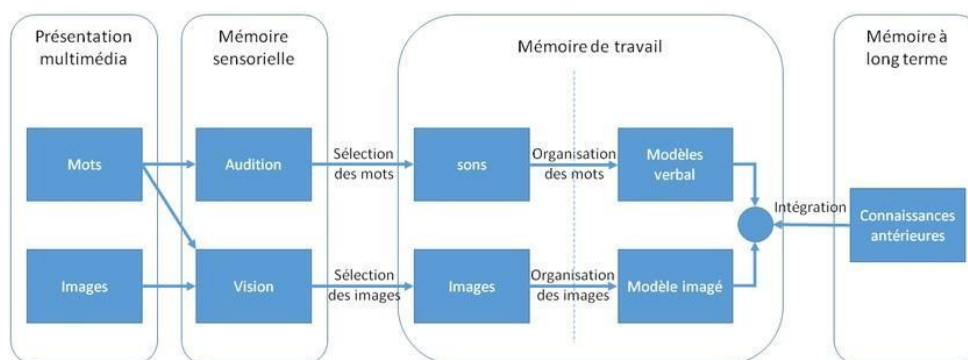 Présentation
multimédia
Mémoire
sensorielle
Mémoire de travail
Mémoire à
long terme
Mots
Audition
Sélection
des mots
sons
Organisation
des mots
Modèles
verbal
Intégration
Connaissances
antérieures
Images
Vision
Sélection
des images
Images
Organisation
des images
Modèle imagé